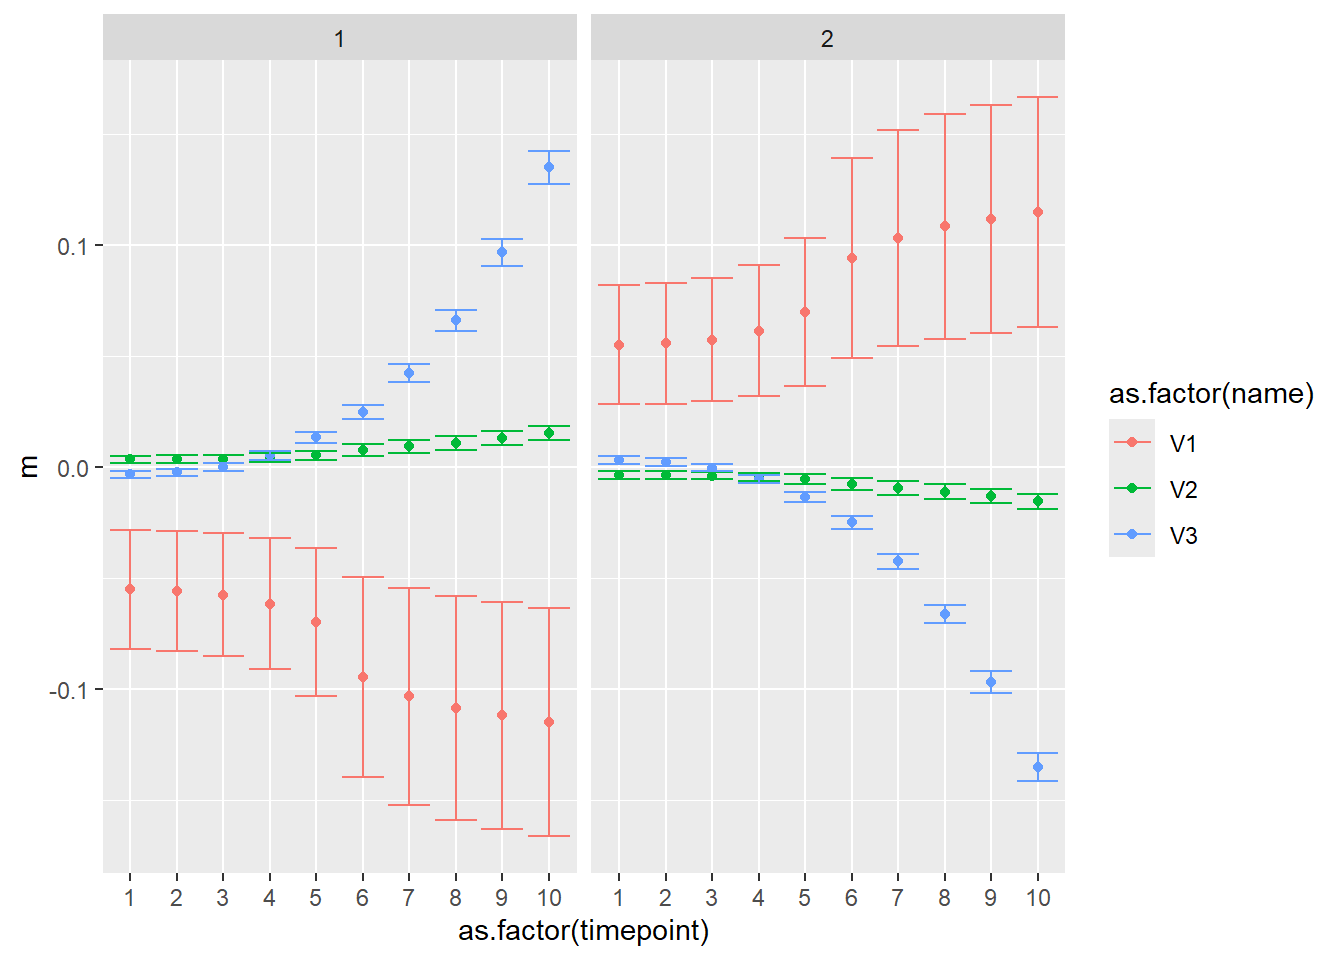 1
2
0.1
0.0
-0.1
m
1 2 3 4 5 6 7 8 9 10
1 2 3 4 5 6 7 8 9 10
as.factor(timepoint)
as.factor(name)
V1
V2
V3